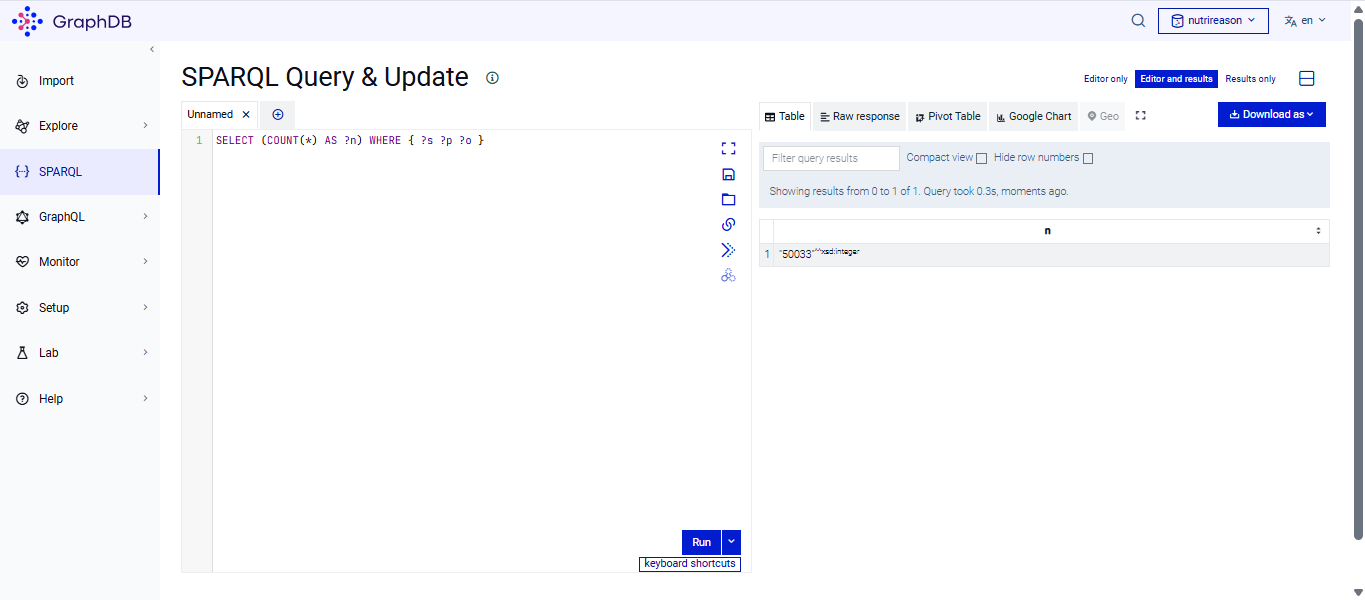 GraphDB
nutrireason
en
Import
Explore
SPARQL
GraphQL
Monitor
Setup
Lab
Help
SPARQL Query & Update
Editor only
Editor and results
Results only
Unnamed
1 SELECT (COUNT(*) AS ?n) WHERE { ?s ?p ?o }
Run
keyboard shortcuts
Table
Raw response
Pivot Table
Google Chart
Geo
Download as
Filter query results
Compact view
Hide row numbers
Showing results from 0 to 1 of 1. Query took 0.3s, moments ago.
n
1 "50033"^^xsd:integer